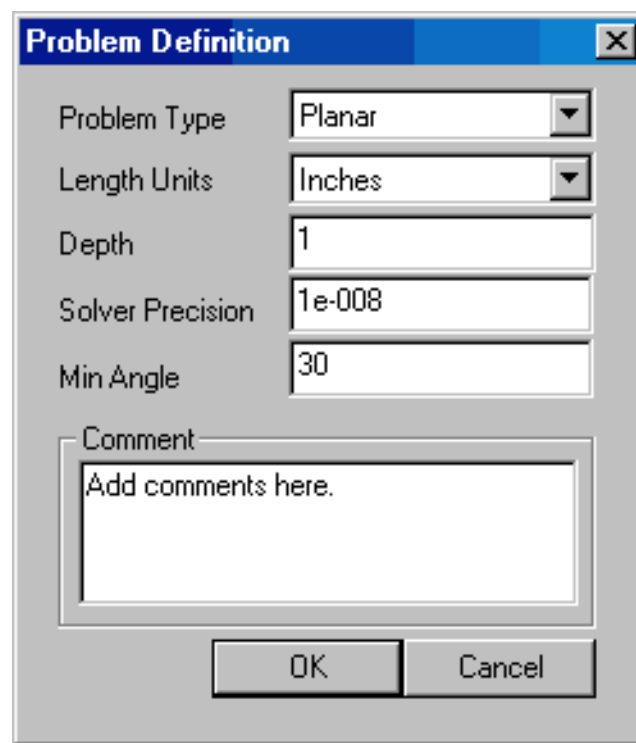 Problem Definition
Problem Type Planar
Length Units Inches
Depth 1
Solver Precision 1e-008
Min Angle 30
Comment
Add comments here.
OK Cancel